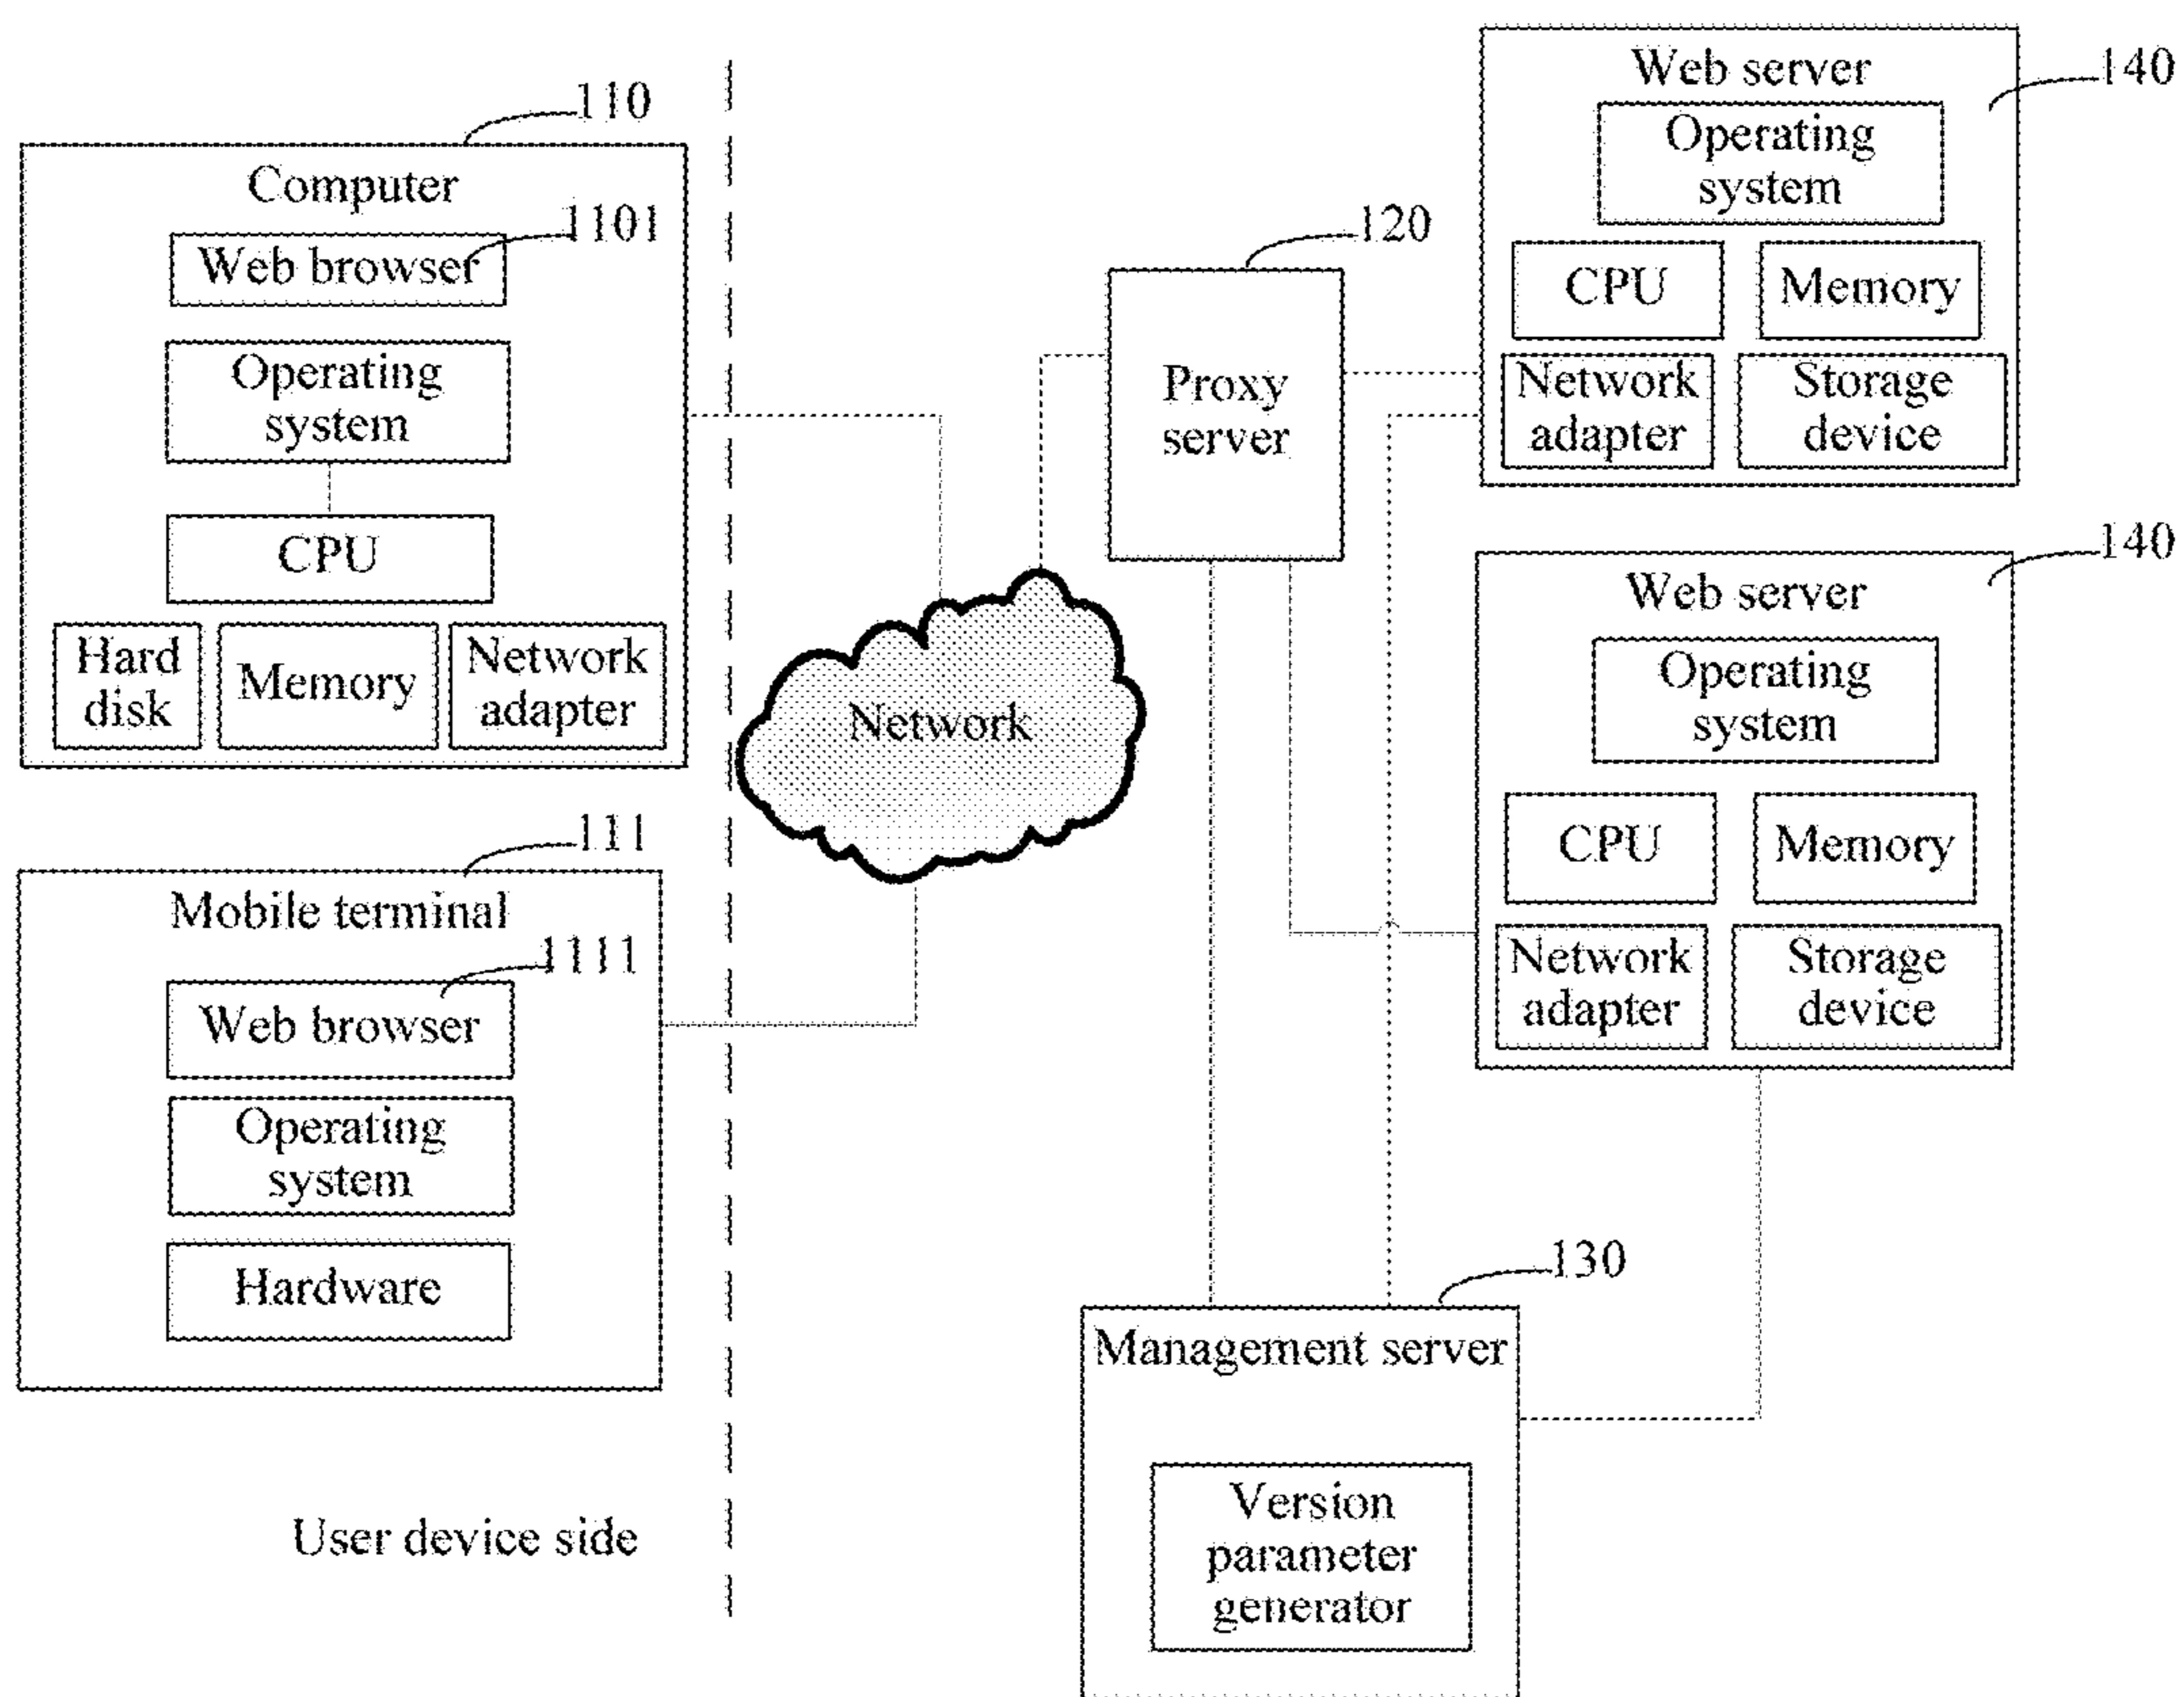 110
Computer
1101
Web browser
Operating
system
CPU
Hard
disk
Memory
Network
adapter
111
Mobile terminal
1111
Web browser
Operating
system
Hardware
User device side
Network
120
Proxy
server
140
Web server
Operating
system
CPU
Memory
Network
adapter
Storage
device
140
Web server
Operating
system
CPU
Memory
Network
adapter
Storage
device
130
Management server
Version
parameter
generator